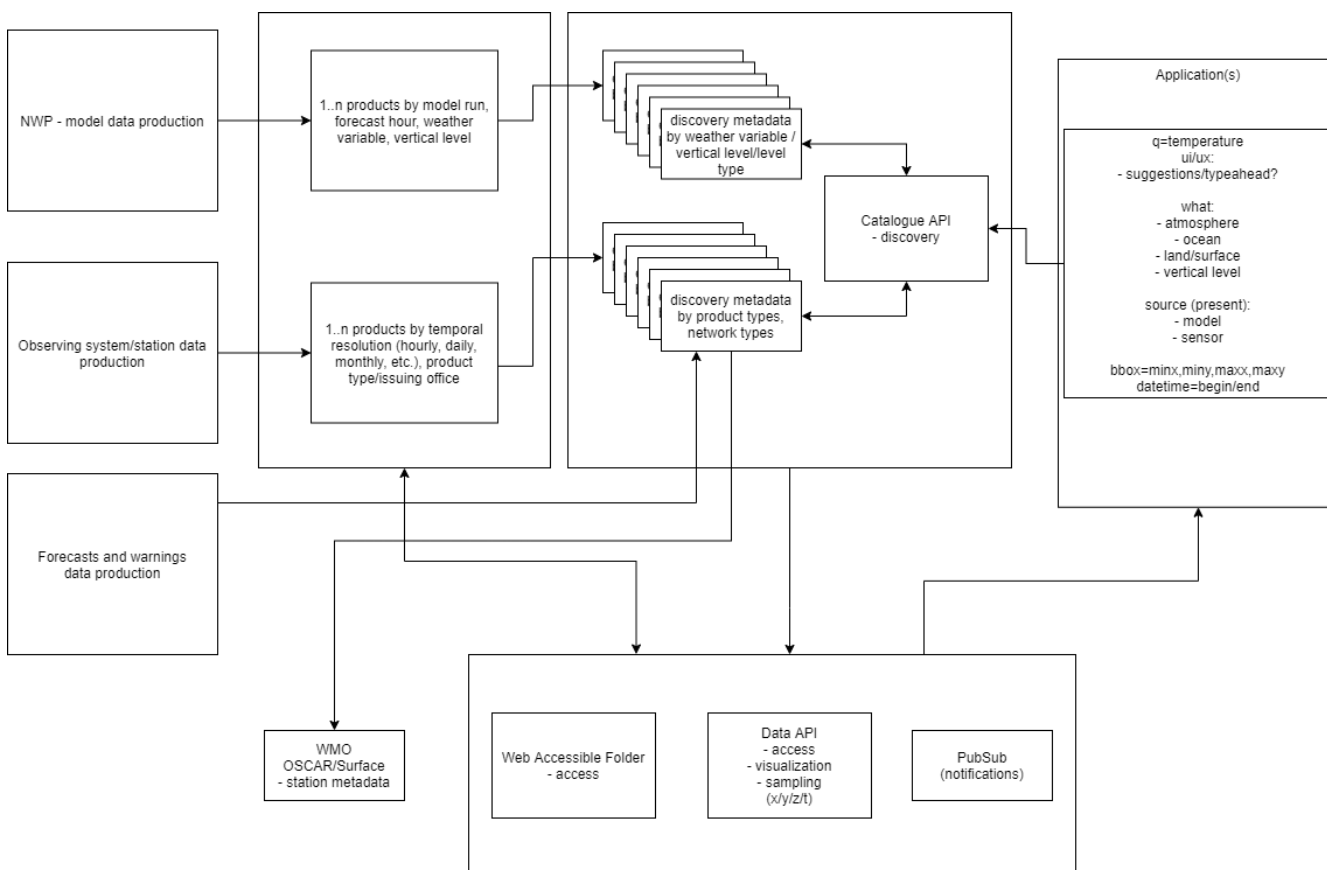 NWP - model data production
1..n products by model run,
forecast hour, weather
variable, vertical level
discovery metadata
by weather variable /
vertical level/level
type
Catalogue API
- discovery
Application(s)
q=temperature
ui/ux:
- suggestions/typeahead?
what:
- atmosphere
- ocean
- land/surface
- vertical level
source (present):
- model
- sensor
bbox=minx,miny,maxx,maxy
datetime=begin/end
Observing system/station data
production
1..n products by temporal
resolution (hourly, daily,
monthly, etc.), product
type/issuing office
discovery metadata
by product types,
network types
Forecasts and warnings
data production
WMO
OSCAR/Surface
- station metadata
Web Accessible Folder
- access
Data API
- access
- visualization
- sampling
(x/y/z/t)
PubSub
(notifications)